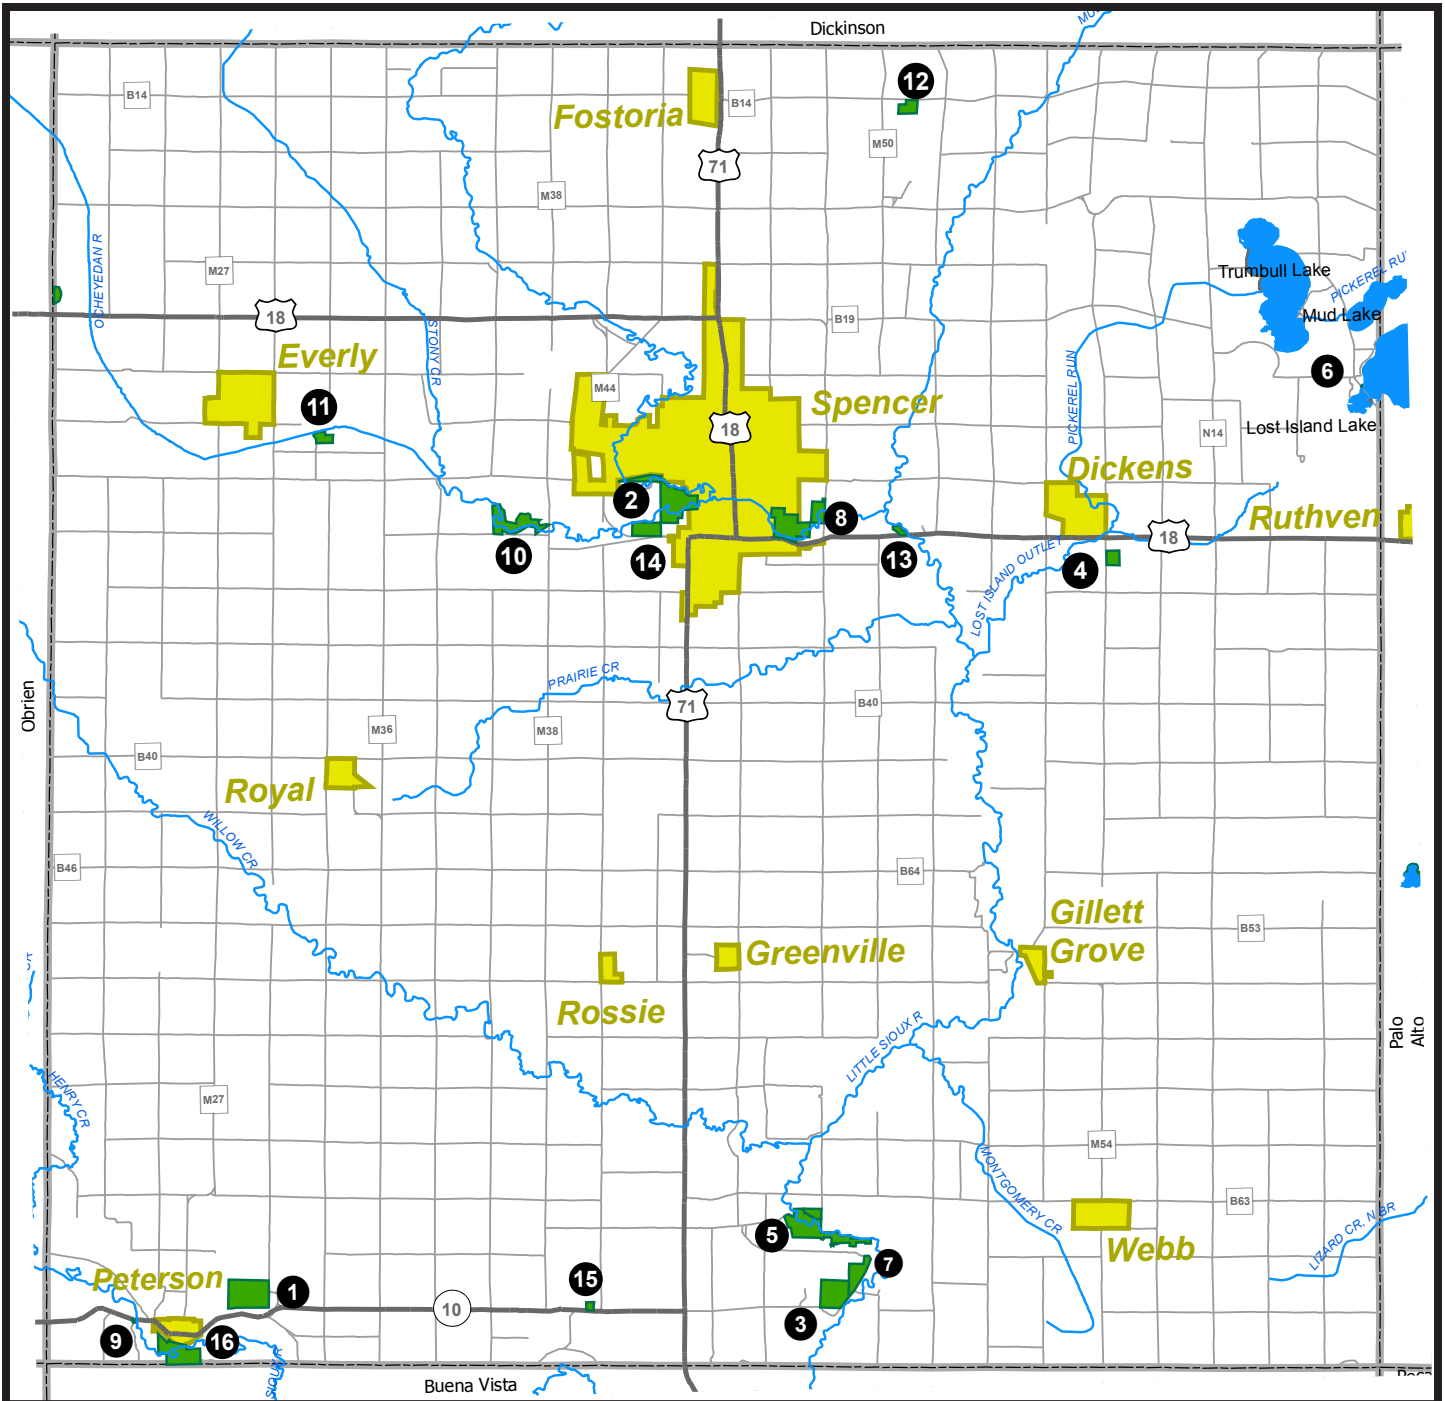 Dickinson
MU
12
B14
B14
Fostoria
M50
71
M38
OCHEYEDAN R
M27
Trumbull Lake
PICKEREL RU
18
Mud Lake
B19
STONY CR
Everly
PICKEREL RUN
6
M44
11
Spencer
18
N14
Lost Island Lake
Dickens
2
8
Ruthven
18
10
14
13
LOST ISLAND OUTLET
4
PRAIRIE CR
Obrien
71
B40
M36
M38
B40
Royal
WILLOW CR
B46
B64
Gillett
Grove
B53
Greenville
Rossie
Palo
Alto
LITTLE SIOUX R
HENRY CR
M27
M54
MONTGOMERY CR
B63
LIZARD CR. N BR
5
Webb
7
Peterson
1
15
10
3
9
16
SIOUX
Buena Vista